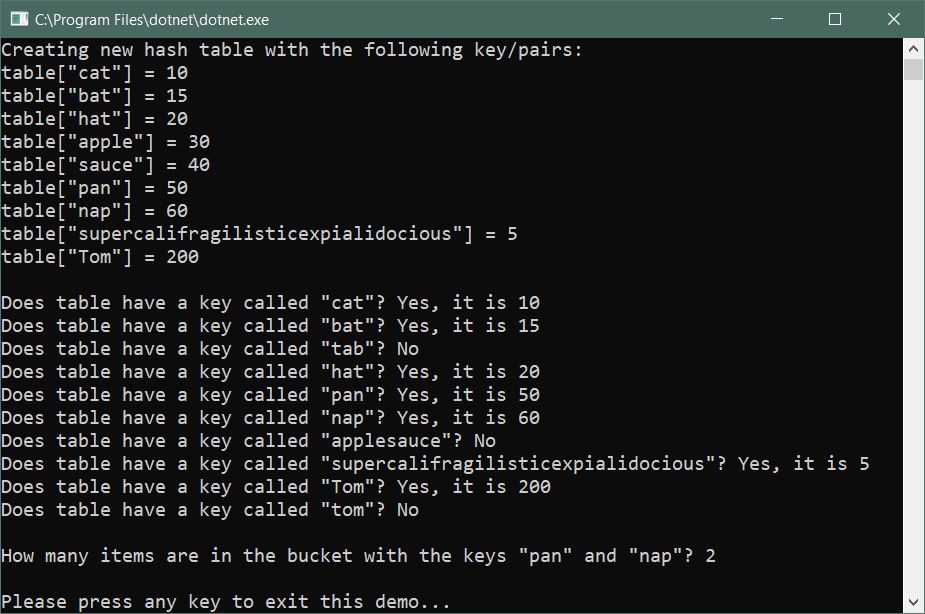 C:\Program Files\dotnet\dotnet.exe
Creating new hash table with the following key/pairs:
table["cat"] = 10
table["bat"] = 15
table["hat"] = 20
table["apple"] = 30
table["sauce"] = 40
table["pan"] = 50
table["nap"] = 60
table["supercalifragilisticexpialidocious"] = 5
table["Tom"] = 200
Does table have a key called "cat"? Yes, it is 10
Does table have a key called "bat"? Yes, it is 15
Does table have a key called "tab"? No
Does table have a key called "hat"? Yes, it is 20
Does table have a key called "pan"? Yes, it is 50
Does table have a key called "nap"? Yes, it is 60
Does table have a key called "applesauce"? No
Does table have a key called "supercalifragilisticexpialidocious"? Yes, it is 5
Does table have a key called "Tom"? Yes, it is 200
Does table have a key called "tom"? No
How many items are in the bucket with the keys "pan" and "nap"? 2
Please press any key to exit this demo...